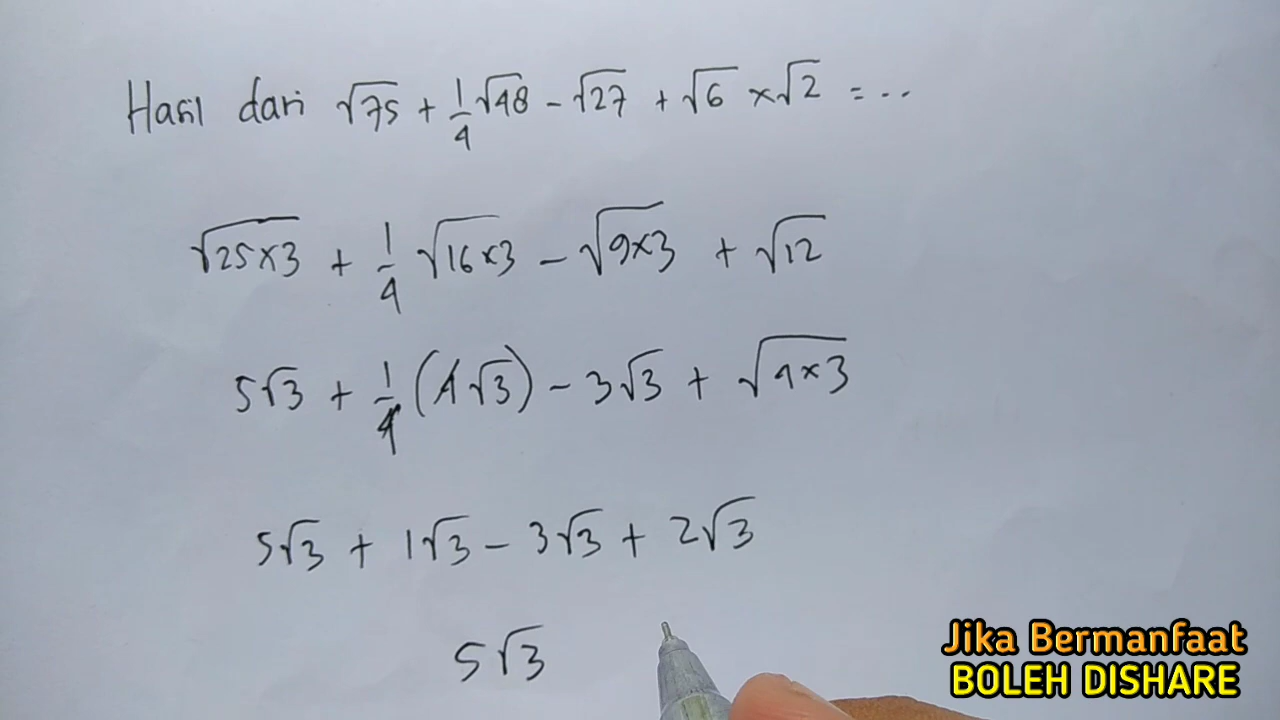 Hasil dari √75 + 1/4 √48 - √27 + √6 × √2 = ...
√25×3 + 1/4 √16×3 - √9×3 + √12
5√3 + 1/4 (4√3) - 3√3 + √4×3
5√3 + 1√3 - 3√3 + 2√3
5√3
Jika Bermanfaat
BOLEH DISHARE